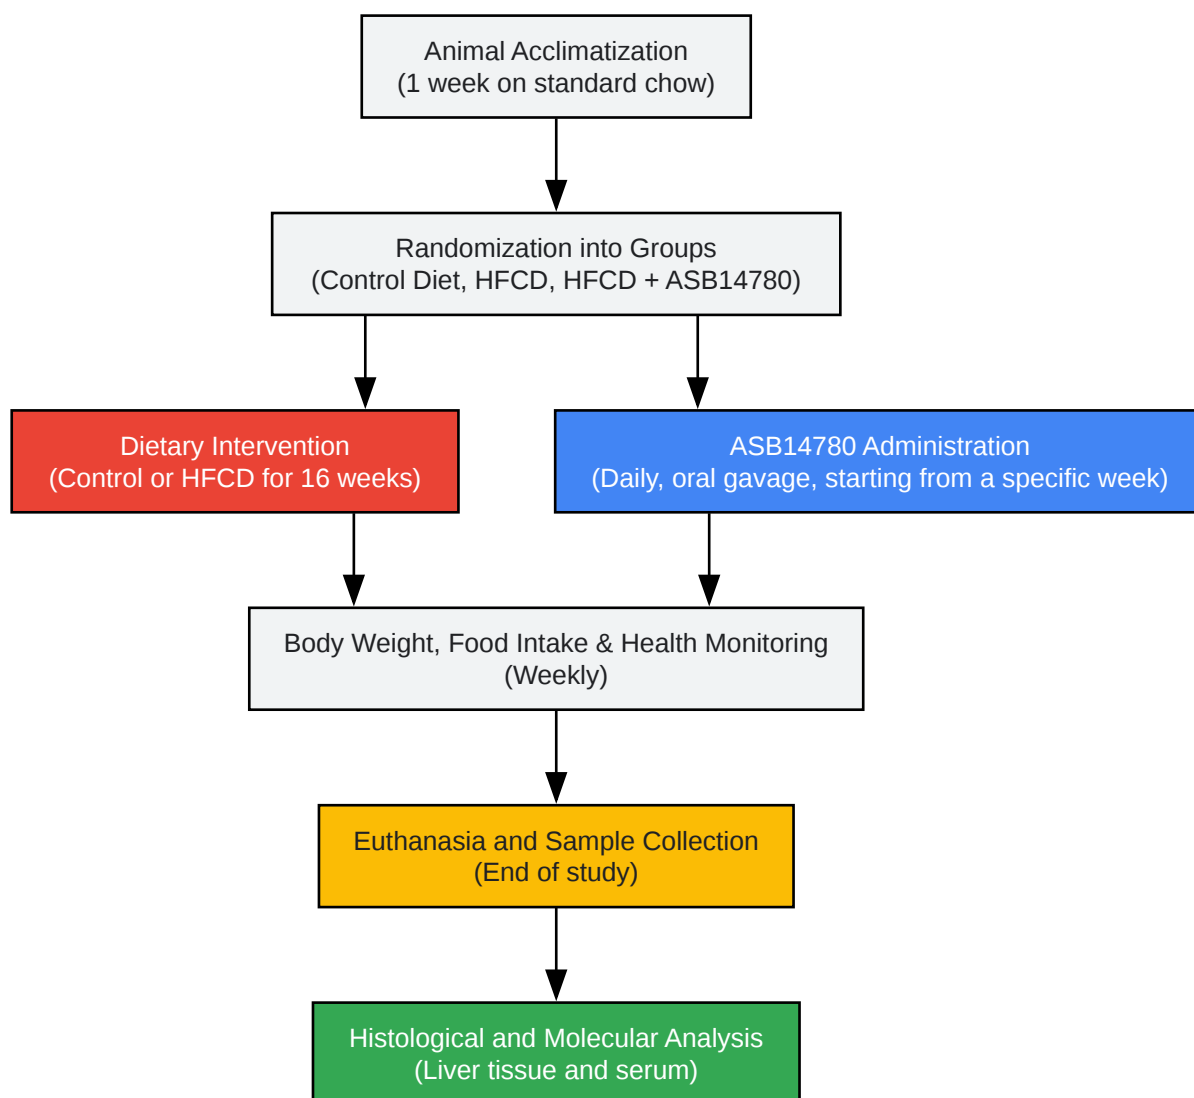 Animal Acclimatization
(1 week on standard chow)
Randomization into Groups
(Control Diet, HFCD, HFCD + ASB14780)
Dietary Intervention
(Control or HFCD for 16 weeks)
ASB14780 Administration
(Daily, oral gavage, starting from a specific week)
Body Weight, Food Intake & Health Monitoring
(Weekly)
Euthanasia and Sample Collection
(End of study)
Histological and Molecular Analysis
(Liver tissue and serum)